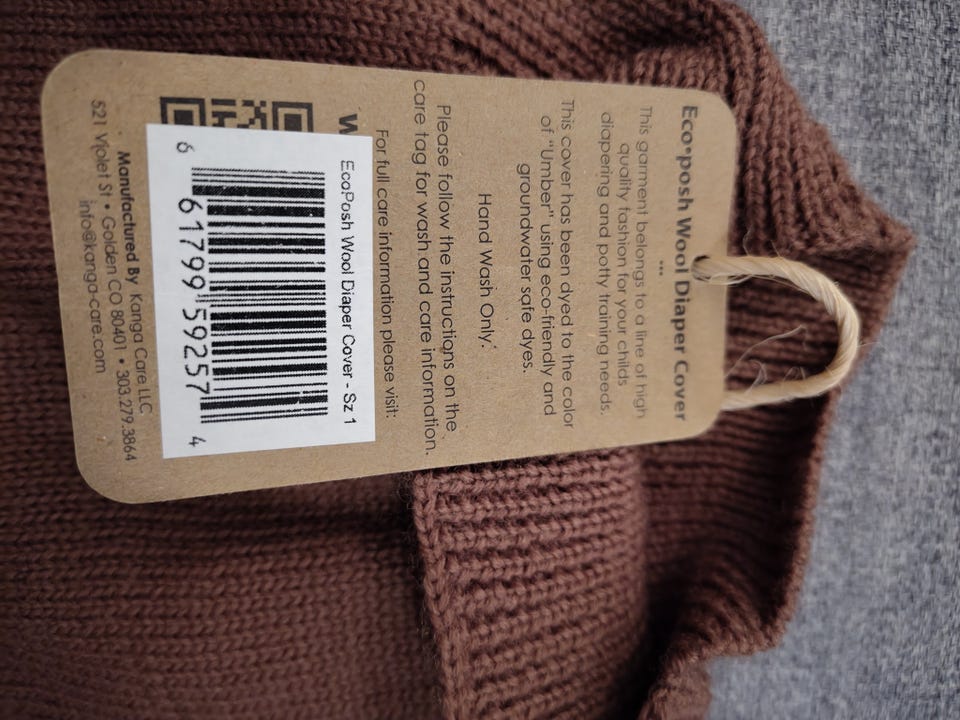 Eco•posh Wool Diaper Cover
•••
This garment belongs to a line of high
quality fashion for your childs
diapering and potty training needs.
This cover has been dyed to the color
of "Umber" using eco-friendly and
groundwater safe dyes.
Hand Wash Only.
Please follow the instructions on the
care tag for wash and care information.
For full care information please visit:
EcoPosh Wool Diaper Cover - Sz 1
6 61799 59257 4
Manufactured By Kanga Care LLC
521 Violet St • Golden CO 80401 • 303.279.3864
info@kanga-care.com